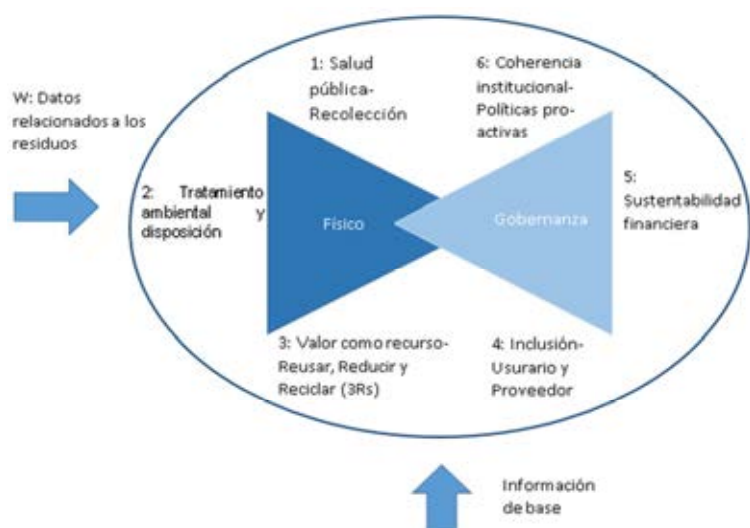 W: Datos
relacionados a los
residuos
1: Salud
pública-
Recolección
6: Coherencia
institucional-
Políticas pro-
activas
2: Tratamiento
ambiental y
disposición
Físico
Gobernanza
5:
Sustentabilidad
financiera
3: Valor como recurso-
Reusar, Reducir y
Reciclar (3Rs)
4: Inclusión-
Usurario y
Proveedor
Información
de base